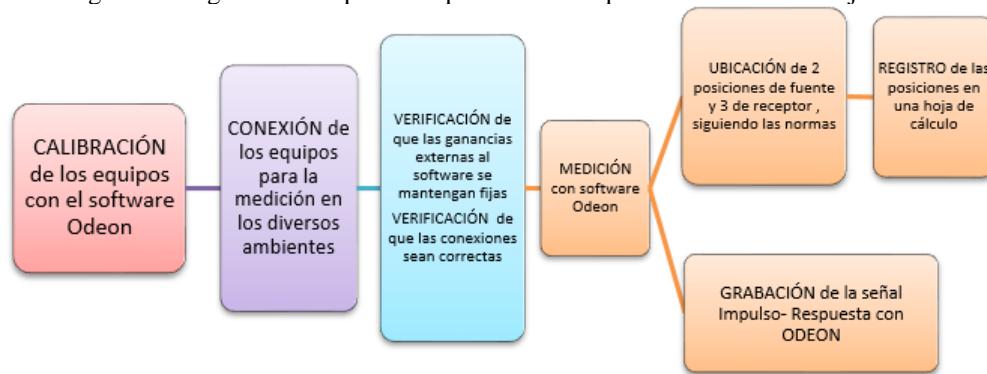 CALIBRACIÓN
de los equipos
con el software
Odeon
CONEXIÓN de
los equipos
para la
medición en
los diversos
ambientes
VERIFICACIÓN de
que las ganancias
externas al
software se
mantengan fijas
VERIFICACIÓN de
que las conexiones
sean correctas
MEDICIÓN
con software
Odeon
UBICACIÓN de 2
posiciones de fuente
y 3 de receptor ,
siguiendo las normas
REGISTRO de las
posiciones en
una hoja de
cálculo
GRABACIÓN de la señal
Impulso- Respuesta con
ODEON